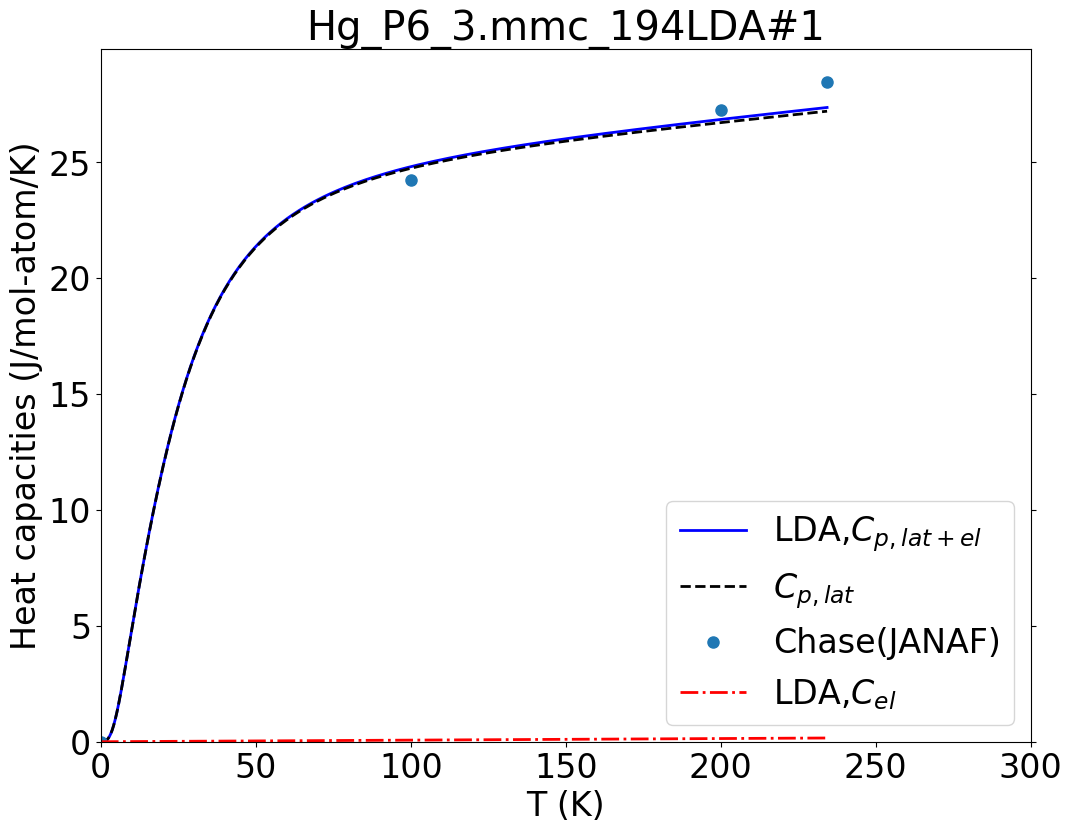 Hg_P6_3.mmc_194LDA#1
Heat capacities (J/mol-atom/K)
25
20
15
10
5
0
0 50 100 150 200 250 300
T (K)
LDA,C_{p,lat+el}
C_{p,lat}
Chase(JANAF)
LDA,C_{el}